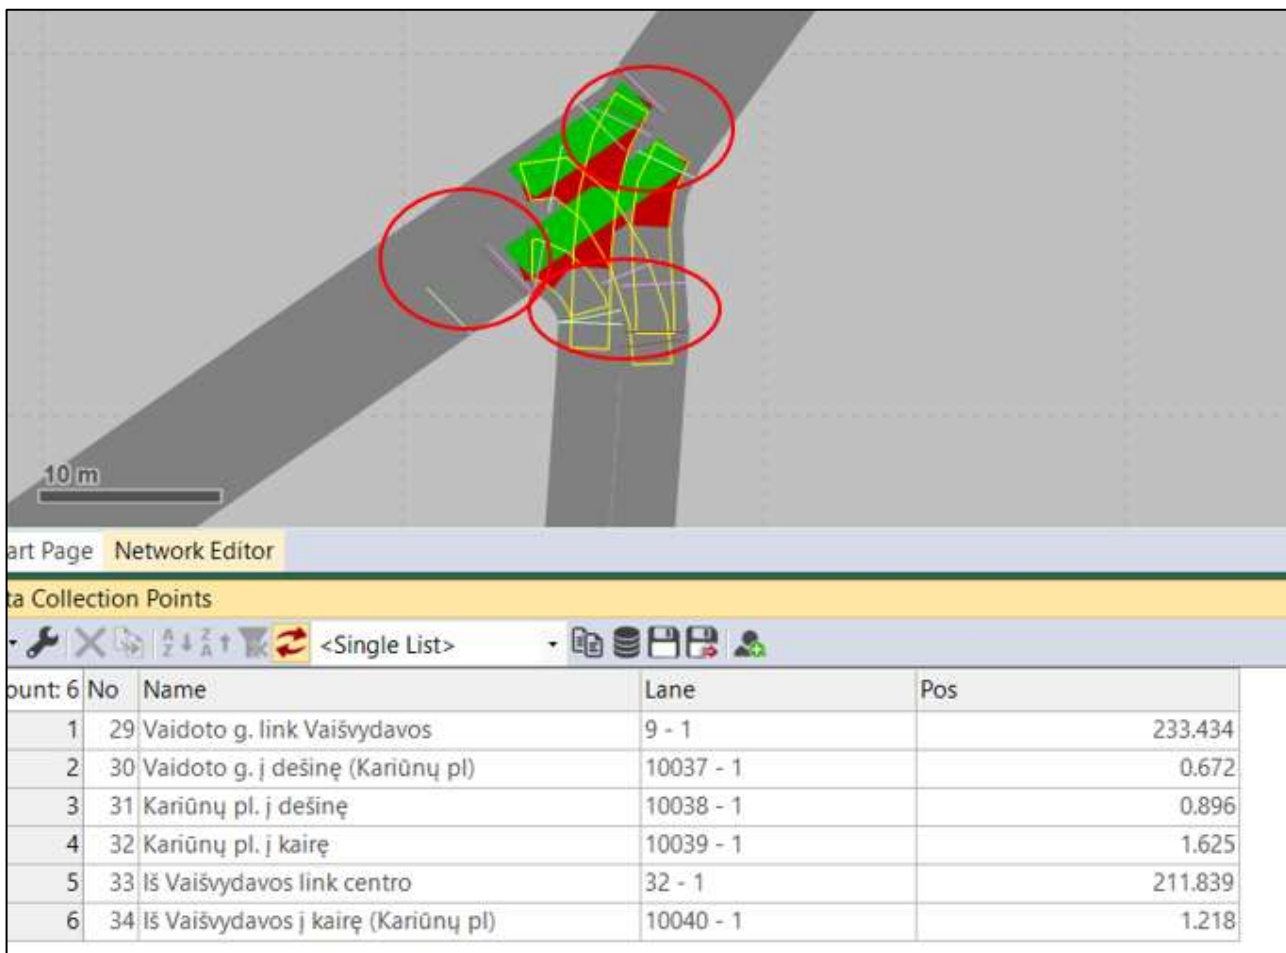 10 m
art Page Network Editor
ta Collection Points
<Single List>
ount: 6 No Name Lane Pos
1 29 Vaidoto g. link Vaišvydavos 9 - 1 233.434
2 30 Vaidoto g. į dešinę (Kariūnų pl) 10037 - 1 0.672
3 31 Kariūnų pl. į dešinę 10038 - 1 0.896
4 32 Kariūnų pl. į kairę 10039 - 1 1.625
5 33 Iš Vaišvydavos link centro 32 - 1 211.839
6 34 Iš Vaišvydavos į kairę (Kariūnų pl) 10040 - 1 1.218